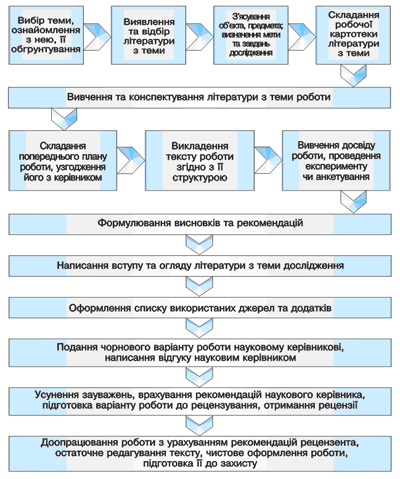 Вибір теми,
ознайомлення
з нею, її
обґрунтування
Виявлення
та відбір
літератури
з теми
З'ясування
об'єкта, предмета;
визначення мети
та завдань
дослідження
Складання
робочої
картотеки
літератури
з теми
Вивчення та конспектування літератури з теми роботи
Складання
попереднього плану
роботи, узгодження
його з керівником
Викладення
тексту роботи
згідно з її
структурою
Вивчення досвіду
роботи, проведення
експерименту
чи анкетування
Формулювання висновків та рекомендацій
Написання вступу та огляду літератури з теми дослідження
Оформлення списку використаних джерел та додатків
Подання чорнового варіанту роботи науковому керівникові,
написання відгуку науковим керівником
Усунення зауважень, врахування рекомендацій наукового керівника,
підготовка варіанту роботи до рецензування, отримання рецензії
Доопрацювання роботи з урахуванням рекомендацій рецензента,
остаточне редагування тексту, чистове оформлення роботи,
підготовка її до захисту